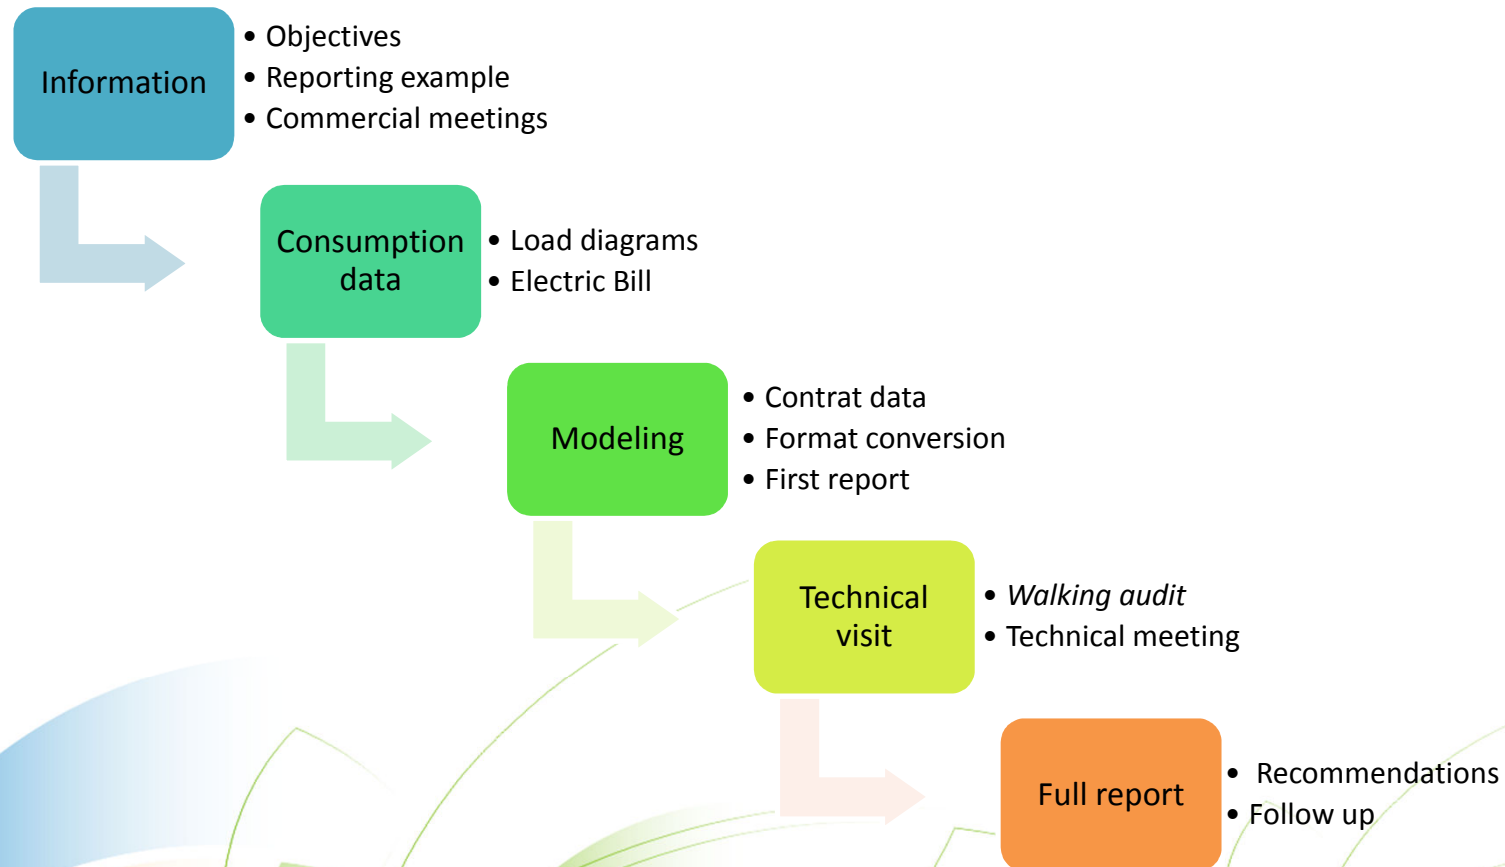 Information
• Objectives
• Reporting example
• Commercial meetings
Consumption
data
• Load diagrams
• Electric Bill
Modeling
• Contrat data
• Format conversion
• First report
Technical
visit
• Walking audit
• Technical meeting
Full report
• Recommendations
• Follow up